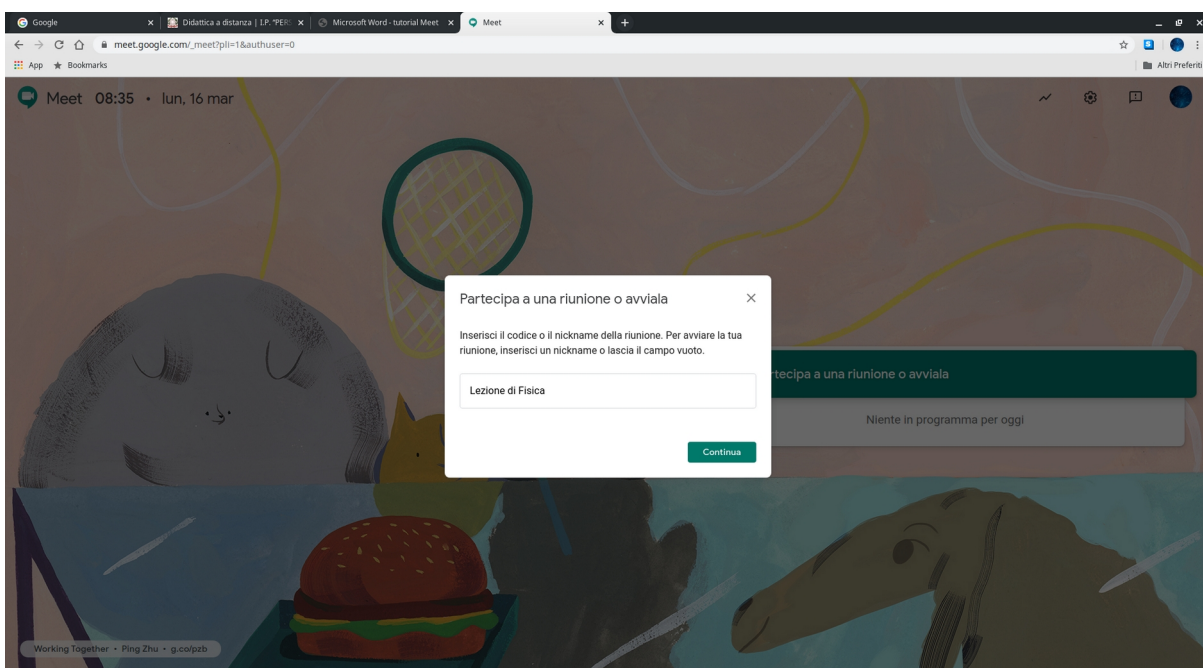 Google
Didattica a distanza | I.P. "PERS
Microsoft Word - tutorial Meet
Meet
meet.google.com/_meet?pli=1&authuser=0
App
Bookmarks
Altri Preferiti
Meet 08:35 • lun, 16 mar
Partecipa a una riunione o avviala
Inserisci il codice o il nickname della riunione. Per avviare la tua
riunione, inserisci un nickname o lascia il campo vuoto.
Lezione di Fisica
Continua
tecipa a una riunione o avviala
Niente in programma per oggi
Working Together • Ping Zhu • g.co/pzb